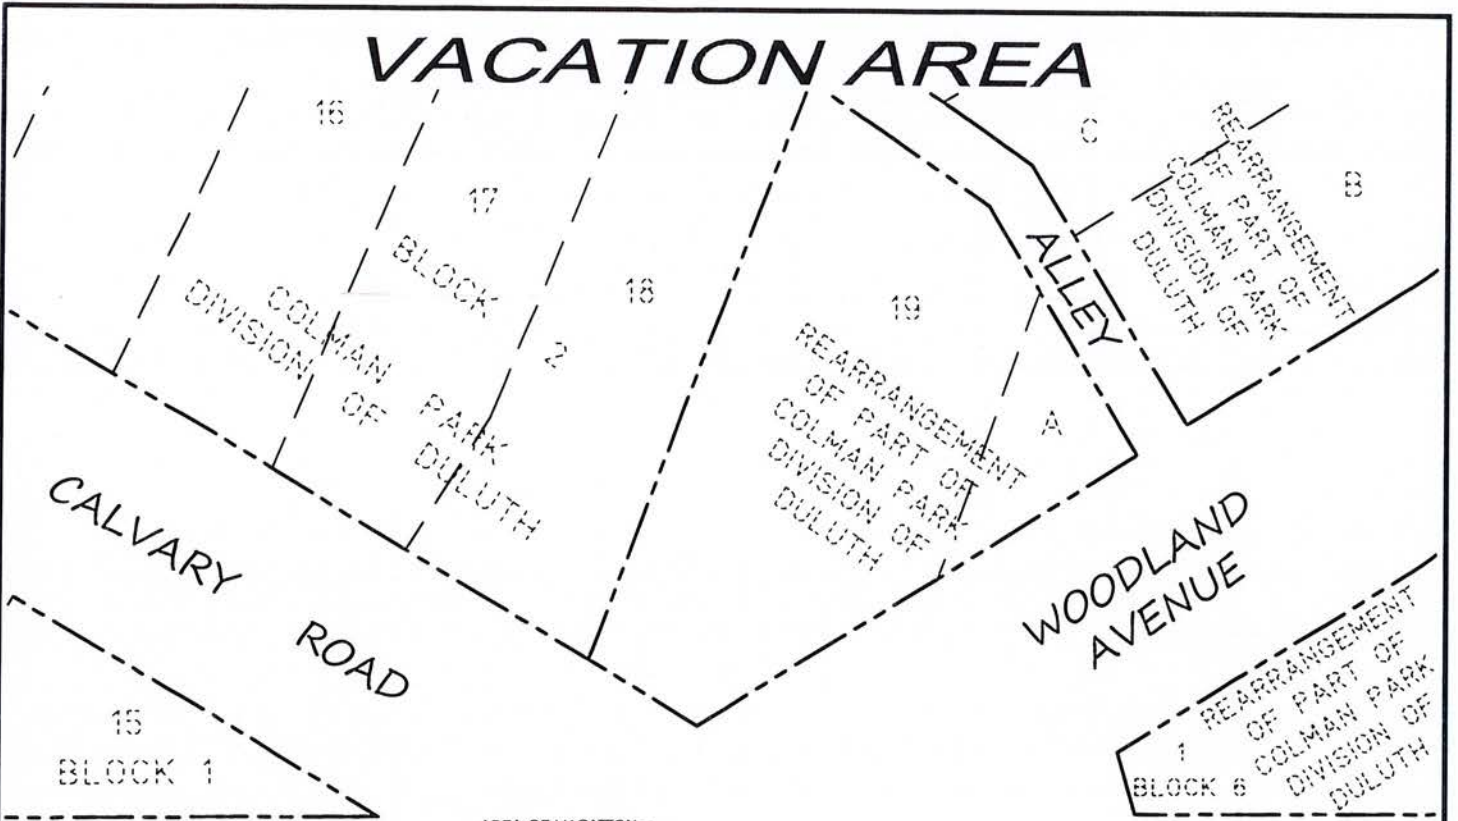 VACATION AREA
16
17
18
19
C
B
A
ALLEY
BLOCK
2
COLMAN PARK
DIVISION OF DULUTH
REARRANGEMENT
OF PART OF
COLMAN PARK
DIVISION OF
DULUTH
REARRANGEMENT
OF PART OF
COLMAN PARK
DIVISION OF
DULUTH
CALVARY ROAD
WOODLAND
AVENUE
15
BLOCK 1
1
BLOCK 6
REARRANGEMENT
OF PART OF
COLMAN PARK
DIVISION OF
DULUTH